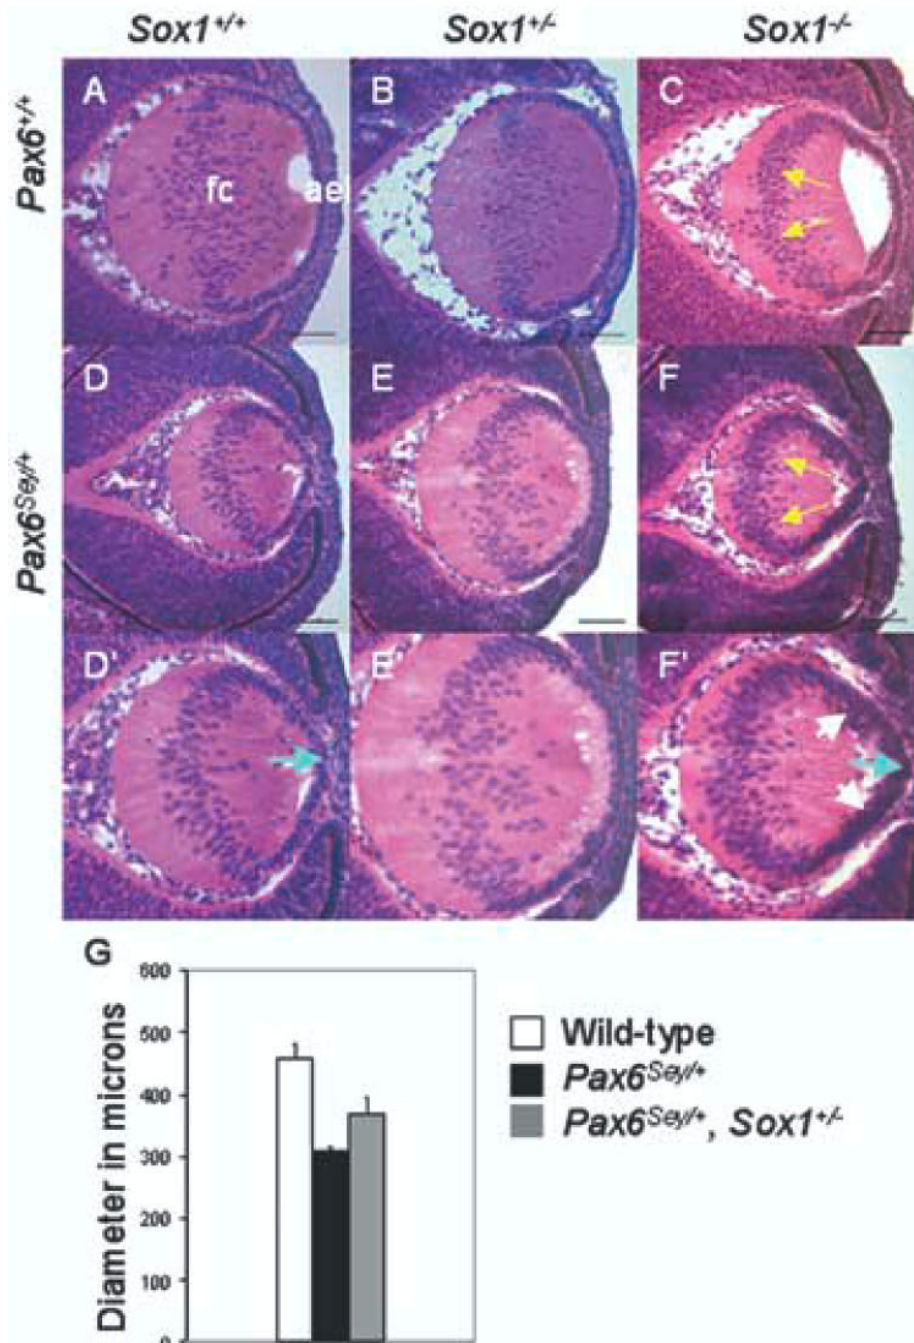 Sox1+/+ Sox1+/- Sox1-/-
Pax6+/+
A B C
fc ae
Pax6Sey/+
D E F
D' E' F'
G
Diameter in microns
600
500
400
300
200
100
0
Wild-type
Pax6Sey/+
Pax6Sey/+, Sox1+/-